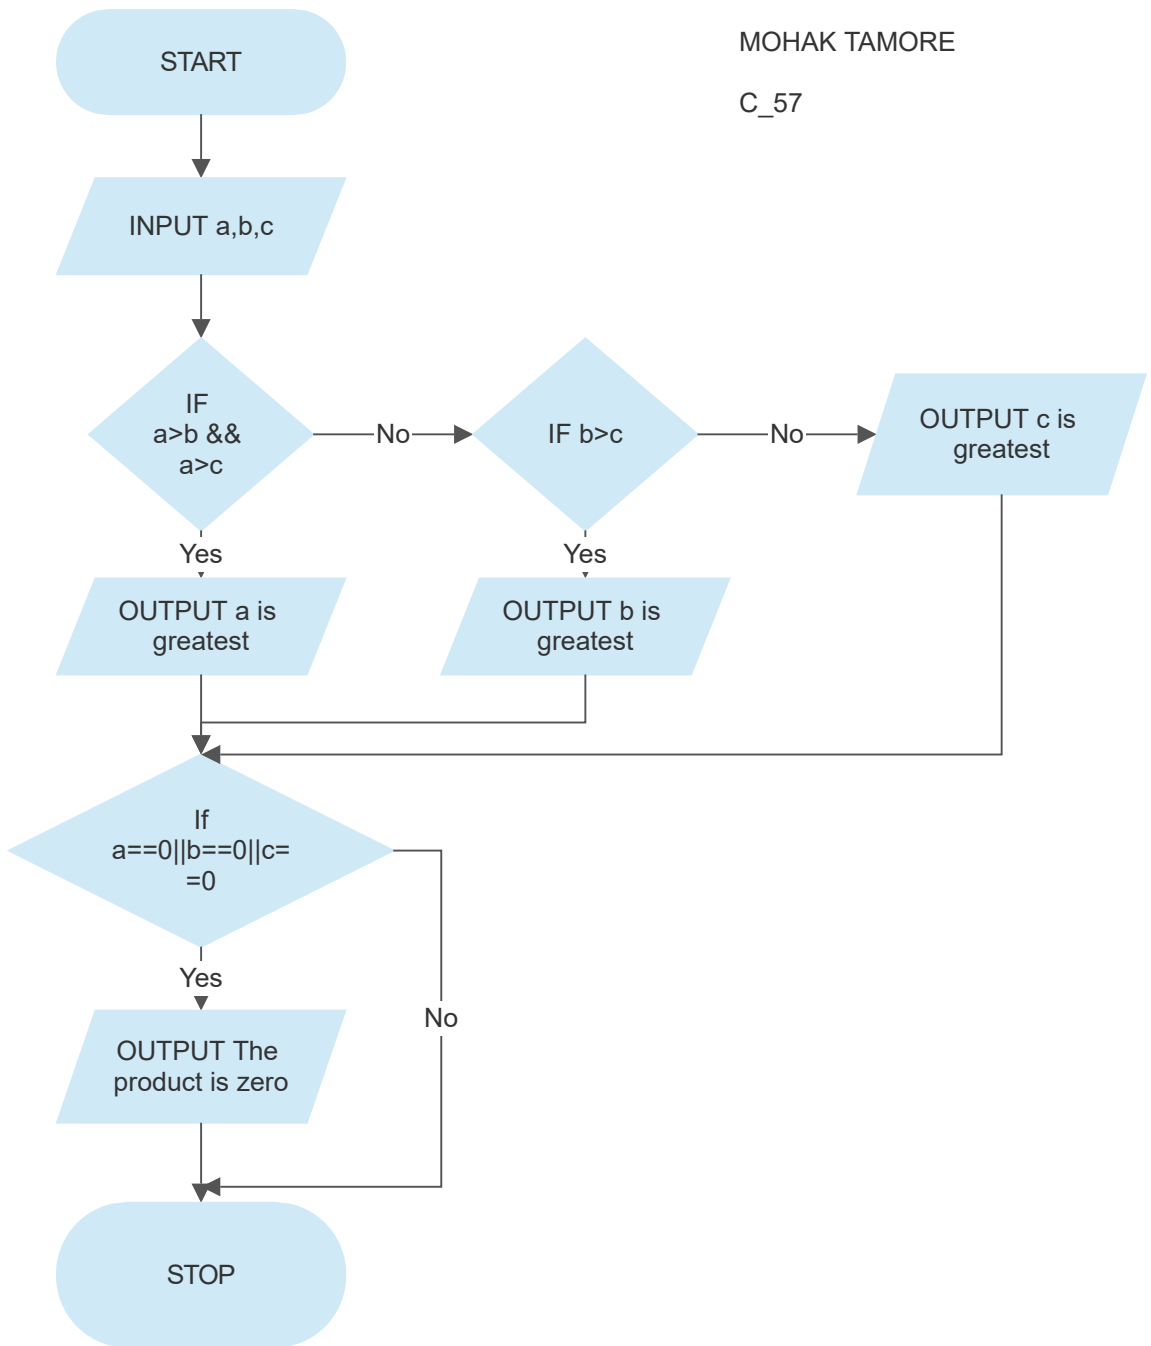 START
MOHAK TAMORE
C_57
INPUT a,b,c
IF
a>b &&
a>c
No
IF b>c
No
OUTPUT c is
greatest
Yes
Yes
OUTPUT a is
greatest
OUTPUT b is
greatest
If
a==0||b==0||c=
=0
Yes
No
OUTPUT The
product is zero
STOP